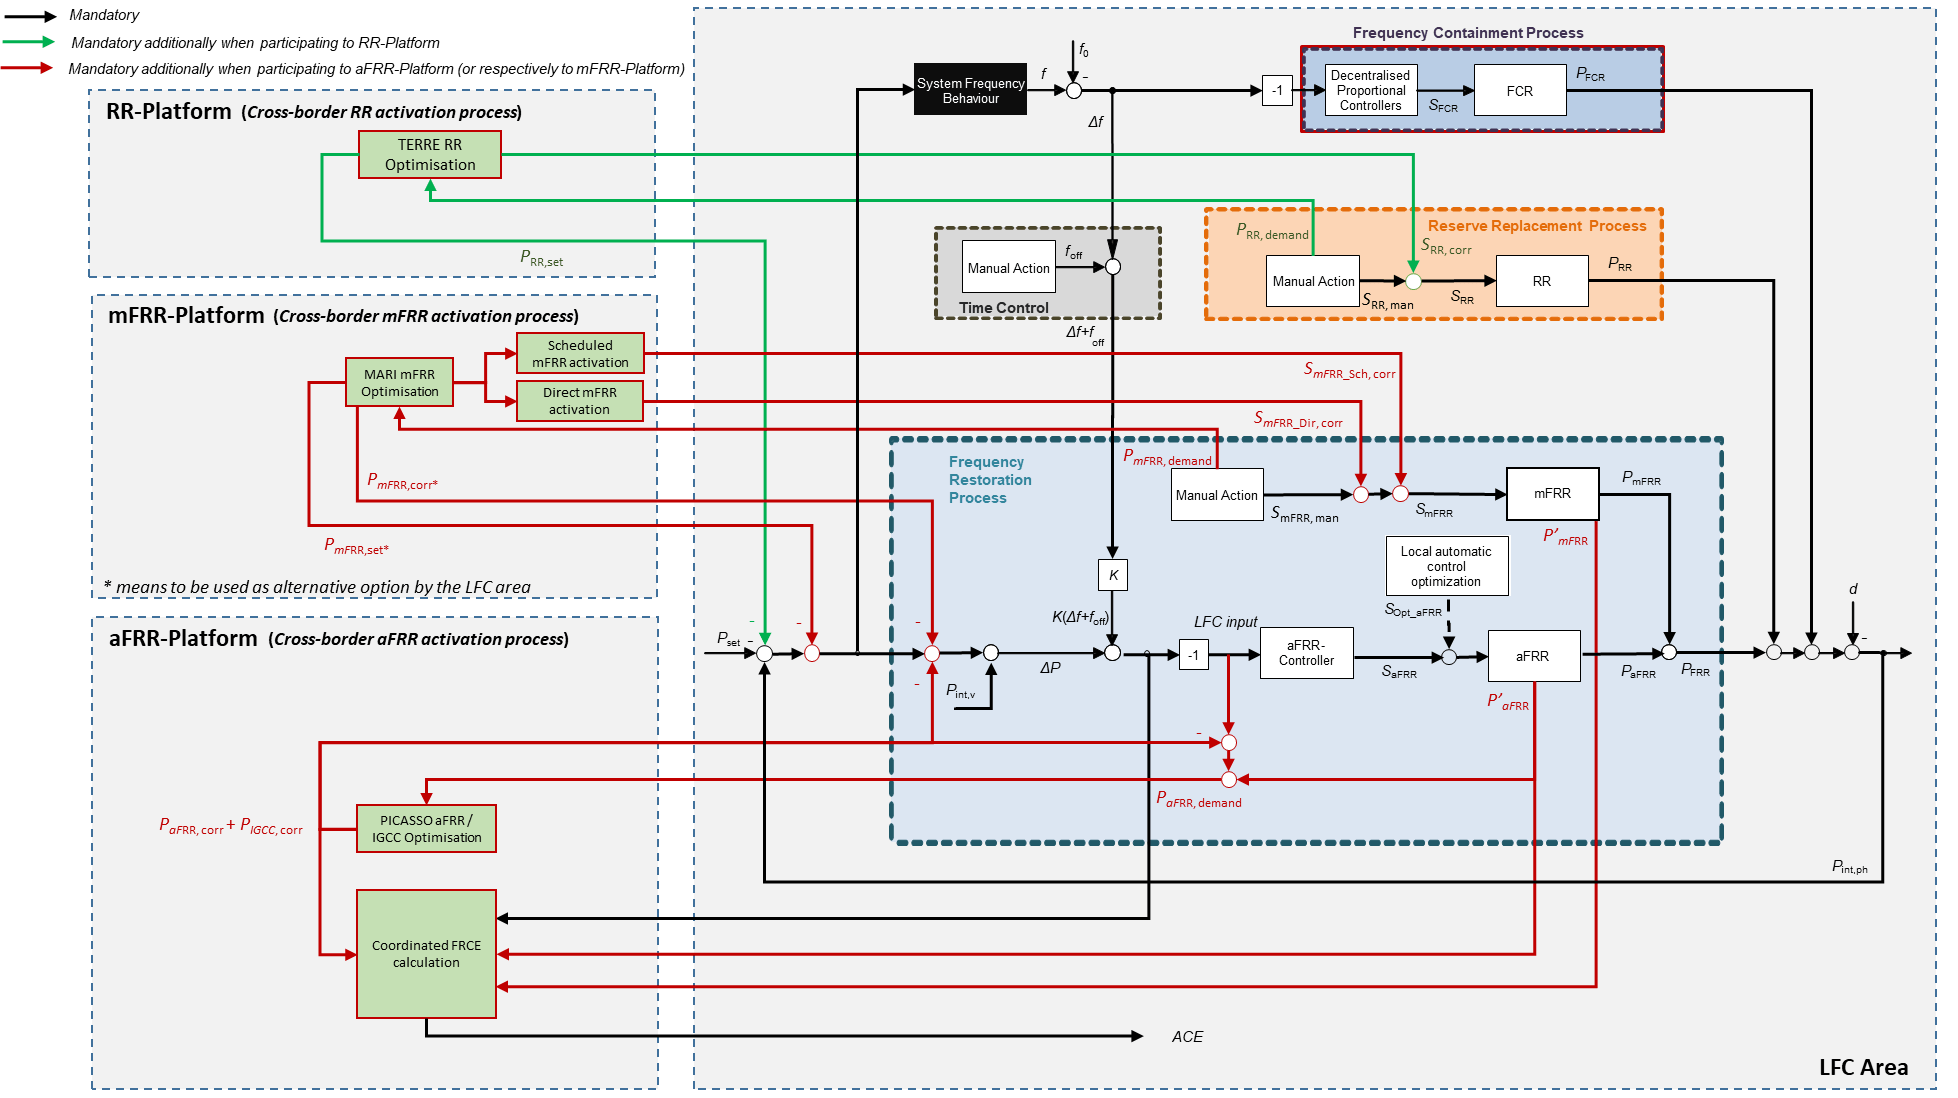 Mandatory
Mandatory additionally when participating to RR-Platform
Mandatory additionally when participating to aFRR-Platform (or respectively to mFRR-Platform)
RR-Platform (Cross-border RR activation process)
TERRE RR
Optimisation
P RR,set
mFRR-Platform (Cross-border mFRR activation process)
Scheduled
mFRR activation
MARI mFRR
Optimisation
Direct mFRR
activation
P mFRR,corr*
P mFRR,set*
* means to be used as alternative option by the LFC area
aFRR-Platform (Cross-border aFRR activation process)
P aFRR,corr + P IGCC,corr
PICASSO aFRR /
IGCC Optimisation
Coordinated FRCE
calculation
ACE
LFC Area
System Frequency
Behaviour
f
f0
-
Δf
-1
Frequency Containment Process
Decentralised
Proportional
Controllers
SFCR
FCR
PFCR
Manual Action
foff
Time Control
Δf+foff
Reserve Replacement Process
PRR, demand
SRR, corr
Manual Action
SRR, man
SRR
RR
PRR
SmFRR_Sch, corr
SmFRR_Dir, corr
Frequency
Restoration
Process
PmFRR, demand
Manual Action
SmFRR, man
SmFRR
mFRR
PmFRR
P'mFRR
Local automatic
control
optimization
SOpt_aFRR
K
K(Δf+foff)
Pset
-
-
-
-
-
Pint,v
ΔP
LFC input
-1
aFRR-
Controller
SaFRR
aFRR
P'aFRR
PaFRR
PFRR
d
-
-
PaFRR, demand
Pint,ph